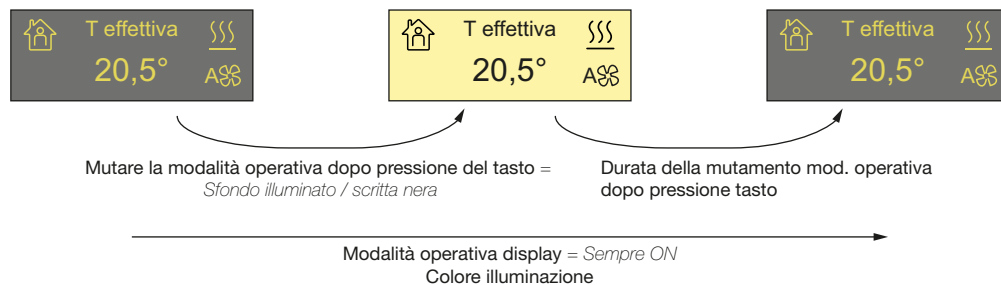 T effettiva
20,5°
A
T effettiva
20,5°
A
T effettiva
20,5°
A
Mutare la modalità operativa dopo pressione del tasto =
Sfondo illuminato / scritta nera
Durata della mutamento mod. operativa
dopo pressione tasto
Modalità operativa display = Sempre ON
Colore illuminazione